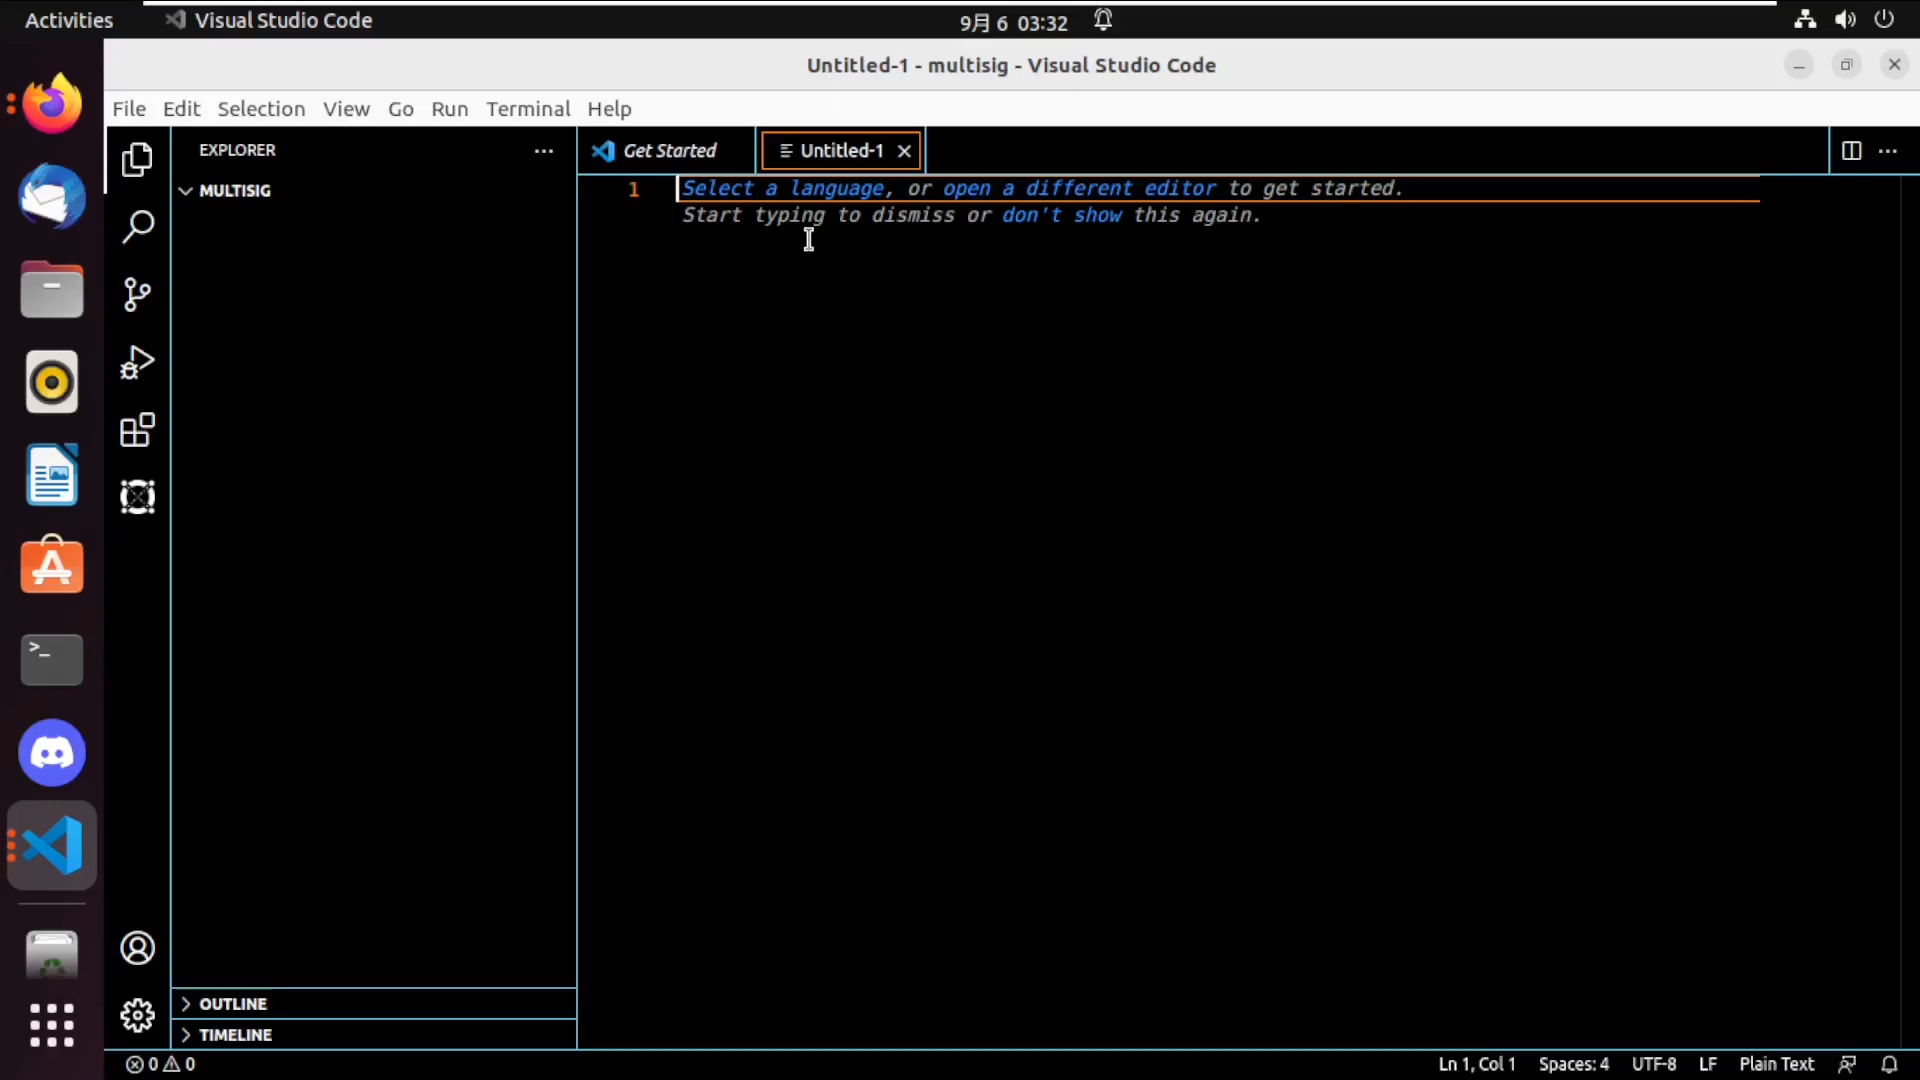 Activities Visual Studio Code 9月 6 03:32
Untitled-1 - multisig - Visual Studio Code
File Edit Selection View Go Run Terminal Help
EXPLORER
Get Started Untitled-1
MULTISIG
1 Select a language, or open a different editor to get started.
Start typing to dismiss or don't show this again.
OUTLINE
TIMELINE
0 0 Ln 1, Col 1 Spaces: 4 UTF-8 LF Plain Text